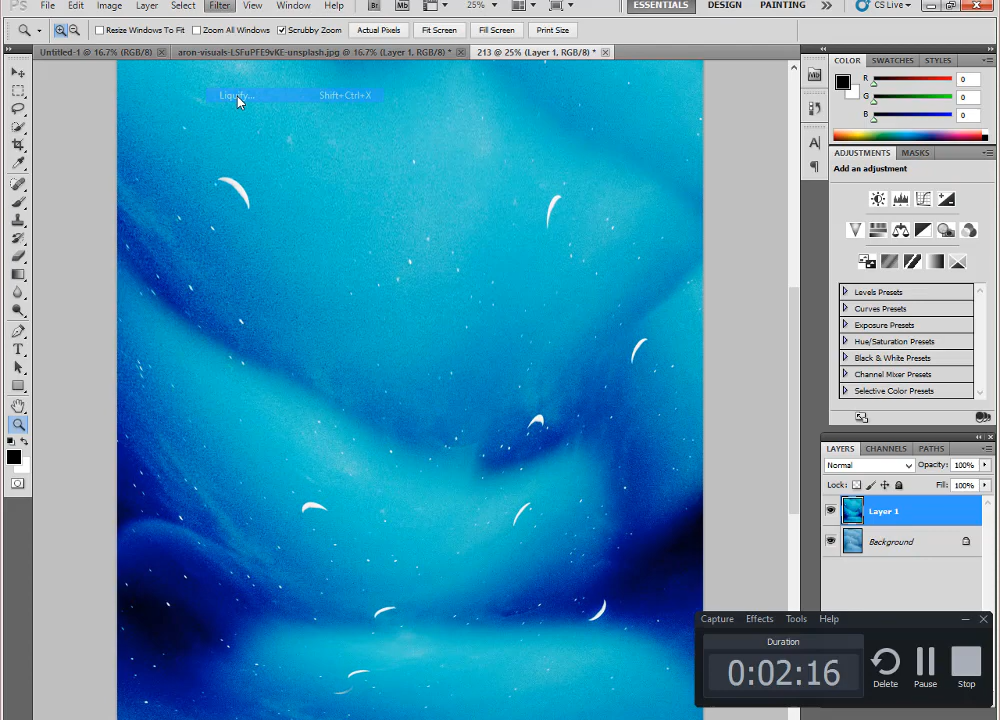 PS File Edit Image Layer Select Filter View Window Help Br Mb 25% ESSENTIALS DESIGN PAINTING » CS Live
Resize Windows To Fit Zoom All Windows Scrubby Zoom Actual Pixels Fit Screen Fill Screen Print Size
Untitled-1 @ 16.7% (RGB/8) aron-visuals-LSFuPFE9vKE-unsplash.jpg @ 16.7% (Layer 1, RGB/8) * 213 @ 25% (Layer 1, RGB/8) *
Liquify... Shift+Ctrl+X
COLOR SWATCHES STYLES
R 0
G 0
B 0
ADJUSTMENTS MASKS
Add an adjustment
Levels Presets
Curves Presets
Exposure Presets
Hue/Saturation Presets
Black & White Presets
Channel Mixer Presets
Selective Color Presets
LAYERS CHANNELS PATHS
Normal Opacity: 100%
Lock: Fill: 100%
Layer 1
Background
Capture Effects Tools Help
Duration
0:02:16
Delete Pause Stop